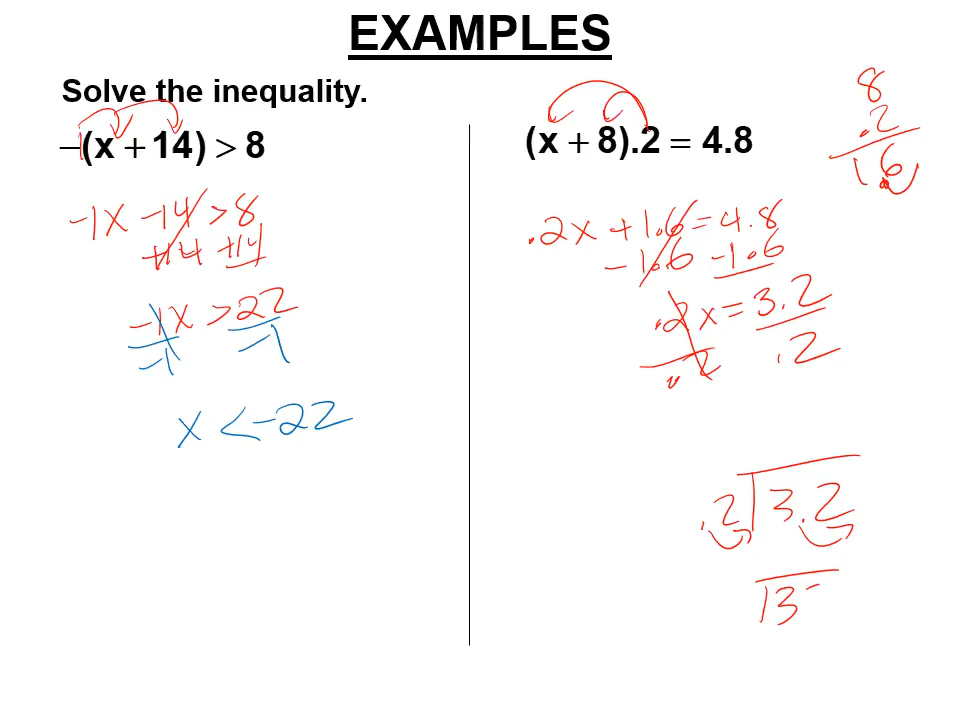 EXAMPLES
Solve the inequality.
−(x + 14) > 8
-1x -14 > 8
+14 +14
-1x > 22
-1 -1
x < -22
(x + 8).2 = 4.8
.2x + 1.6 = 4.8
- 1.6 -1.6
.2x = 3.2
.2 .2
8
.2
1.6
.2 3.2